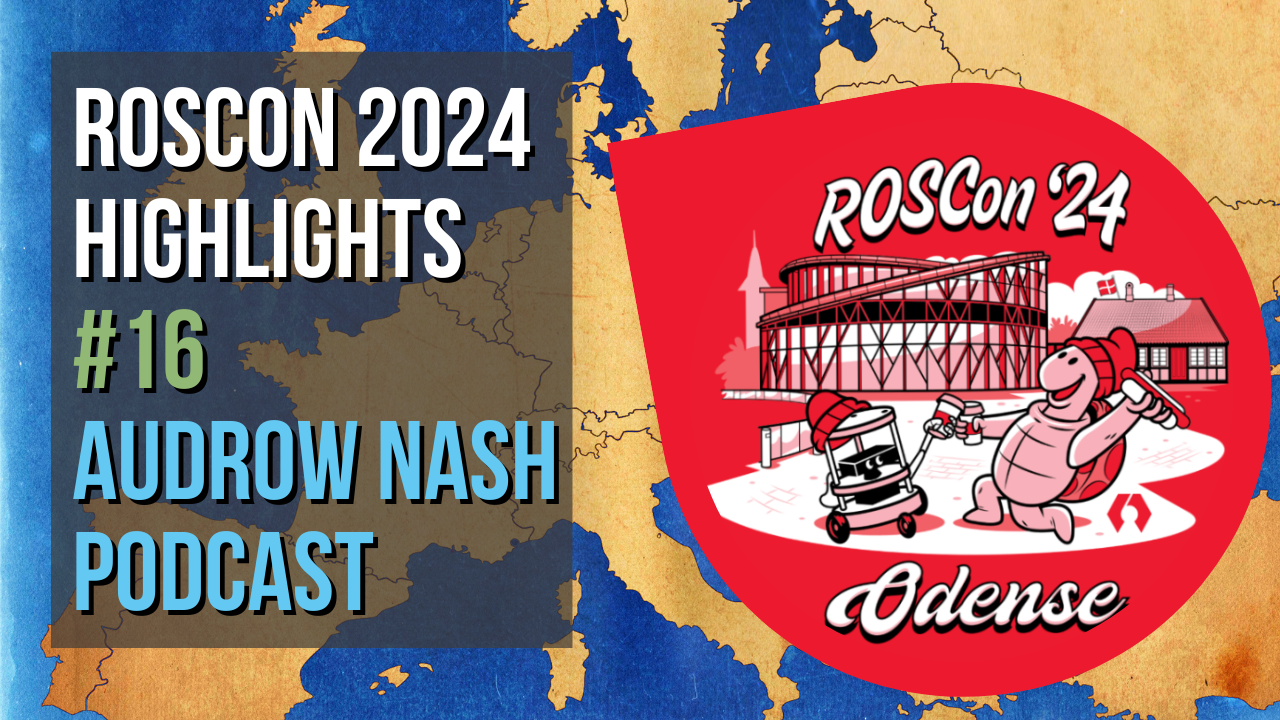 ROSCON 2024
HIGHLIGHTS
#16
AUDROW NASH
PODCAST
ROSCon '24
Odense